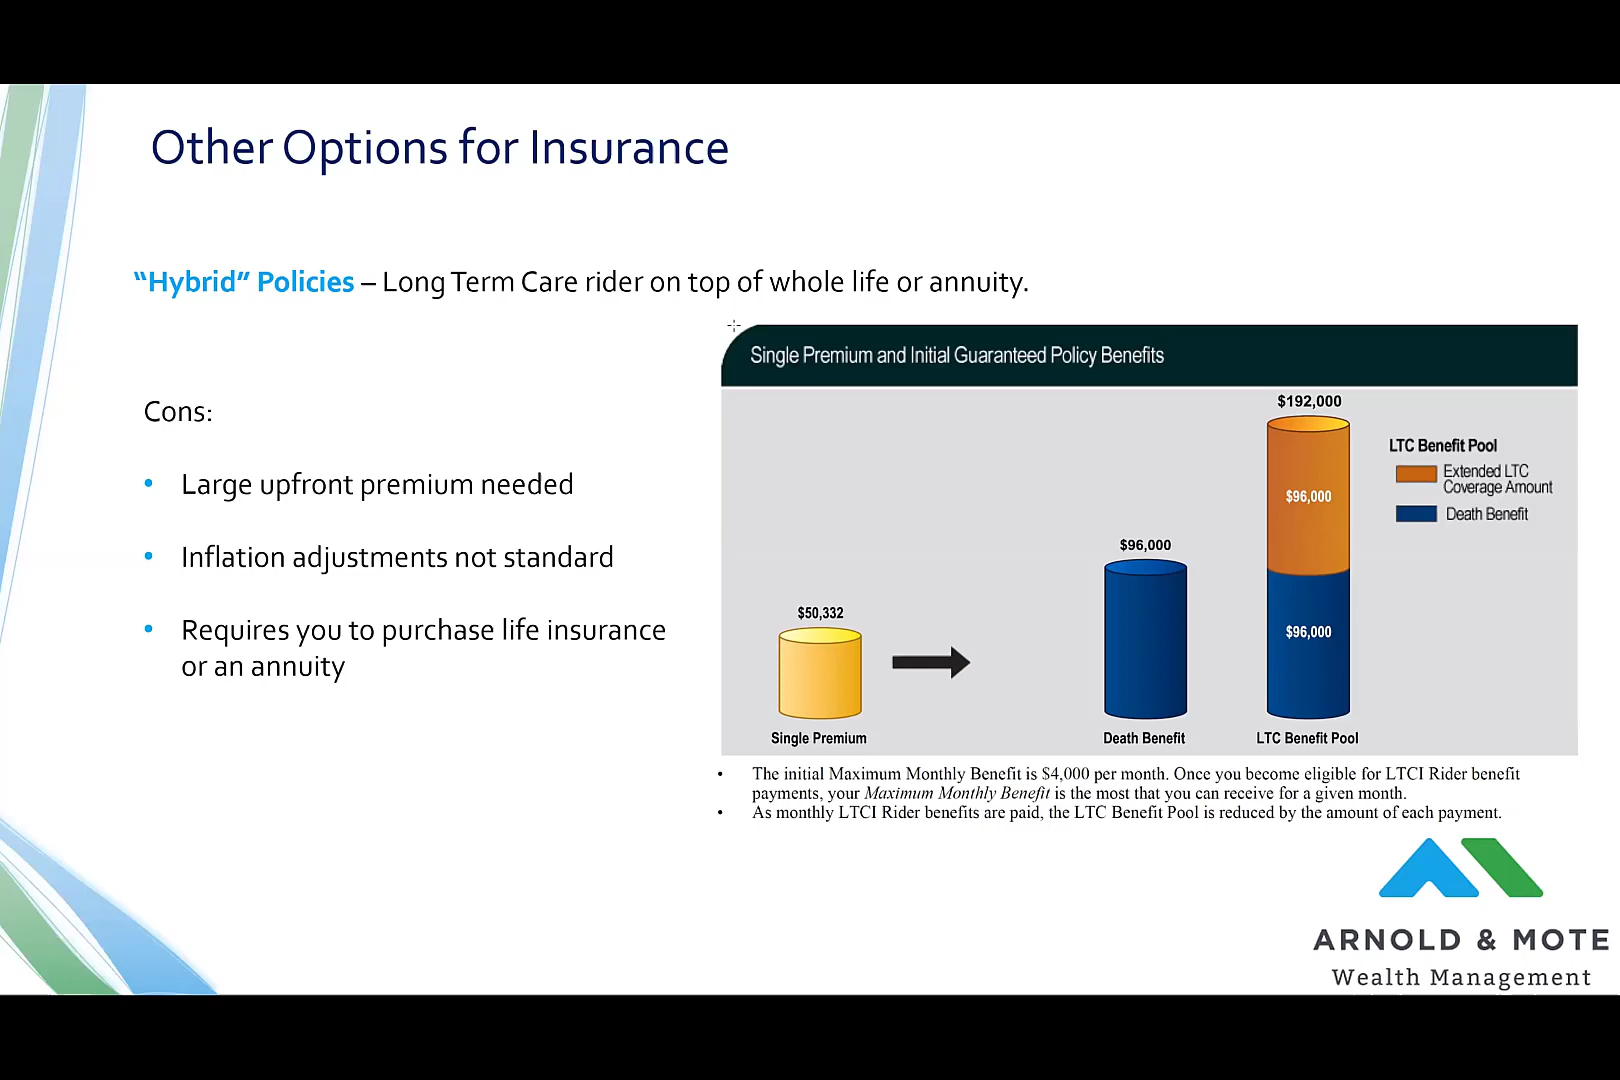 Other Options for Insurance
“Hybrid” Policies – Long Term Care rider on top of whole life or annuity.
Cons:
• Large upfront premium needed
• Inflation adjustments not standard
• Requires you to purchase life insurance
or an annuity
Single Premium and Initial Guaranteed Policy Benefits
$192,000
LTC Benefit Pool
Extended LTC
Coverage Amount
$96,000
Death Benefit
$96,000
$50,332
$96,000
Single Premium
Death Benefit
LTC Benefit Pool
• The initial Maximum Monthly Benefit is $4,000 per month. Once you become eligible for LTCI Rider benefit
payments, your Maximum Monthly Benefit is the most that you can receive for a given month.
• As monthly LTCI Rider benefits are paid, the LTC Benefit Pool is reduced by the amount of each payment.
ARNOLD & MOTE
Wealth Management